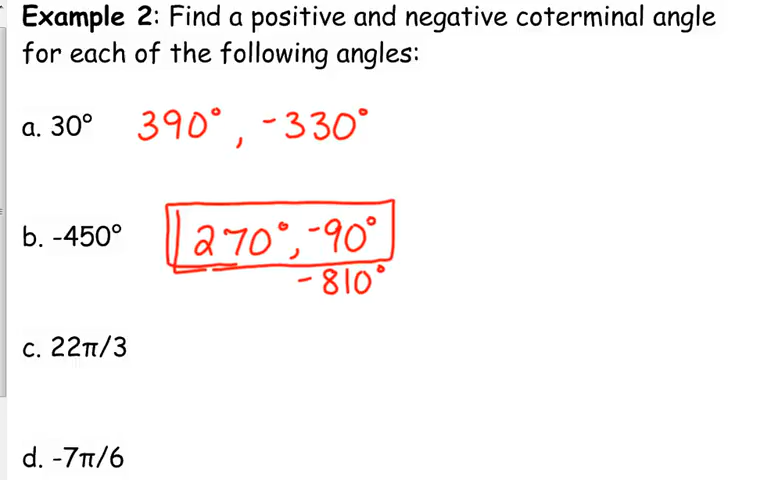 Example 2: Find a positive and negative coterminal angle
for each of the following angles:
a. 30° 390°, -330°
b. -450° 270°, -90°
-810°
c. 22π/3
d. -7π/6